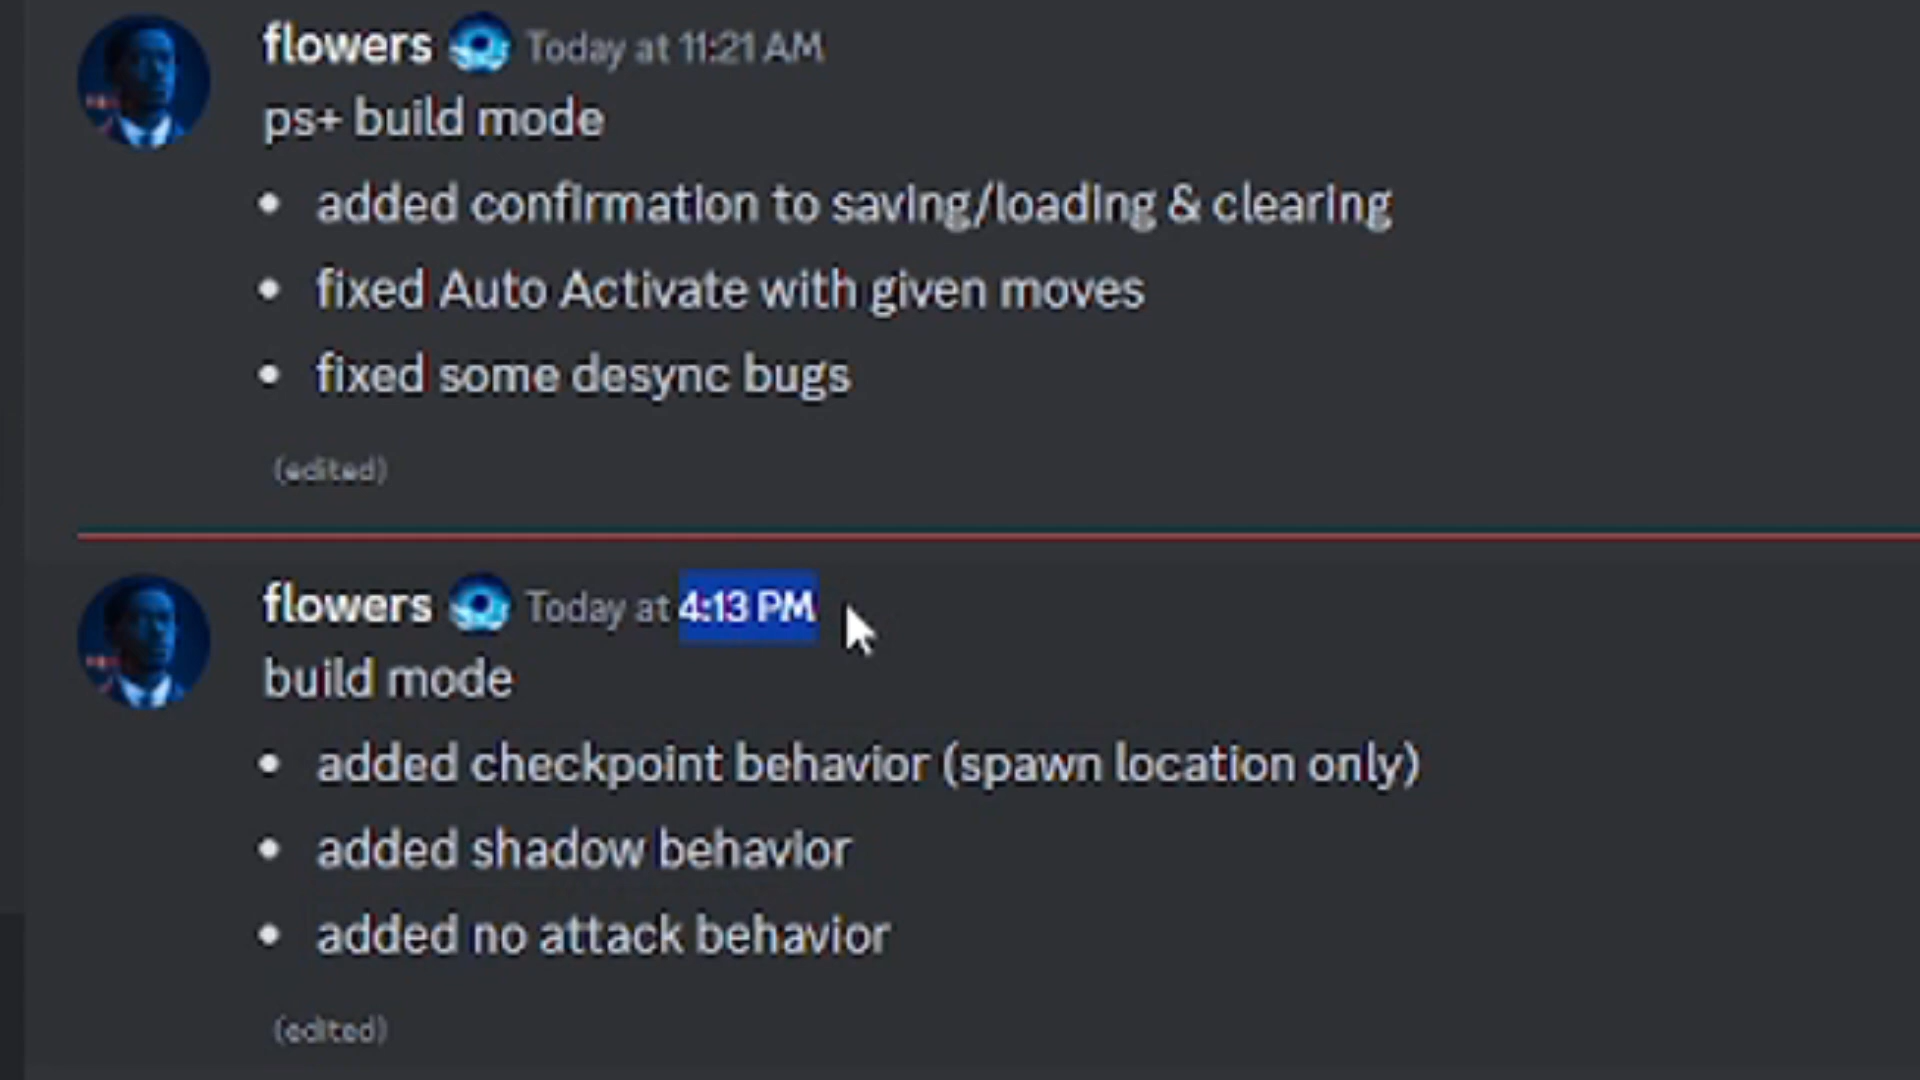 flowers Today at 11:21 AM
ps+ build mode
• added confirmation to saving/loading & clearing
• fixed Auto Activate with given moves
• fixed some desync bugs
(edited)
flowers Today at 4:13 PM
build mode
• added checkpoint behavior (spawn location only)
• added shadow behavior
• added no attack behavior
(edited)